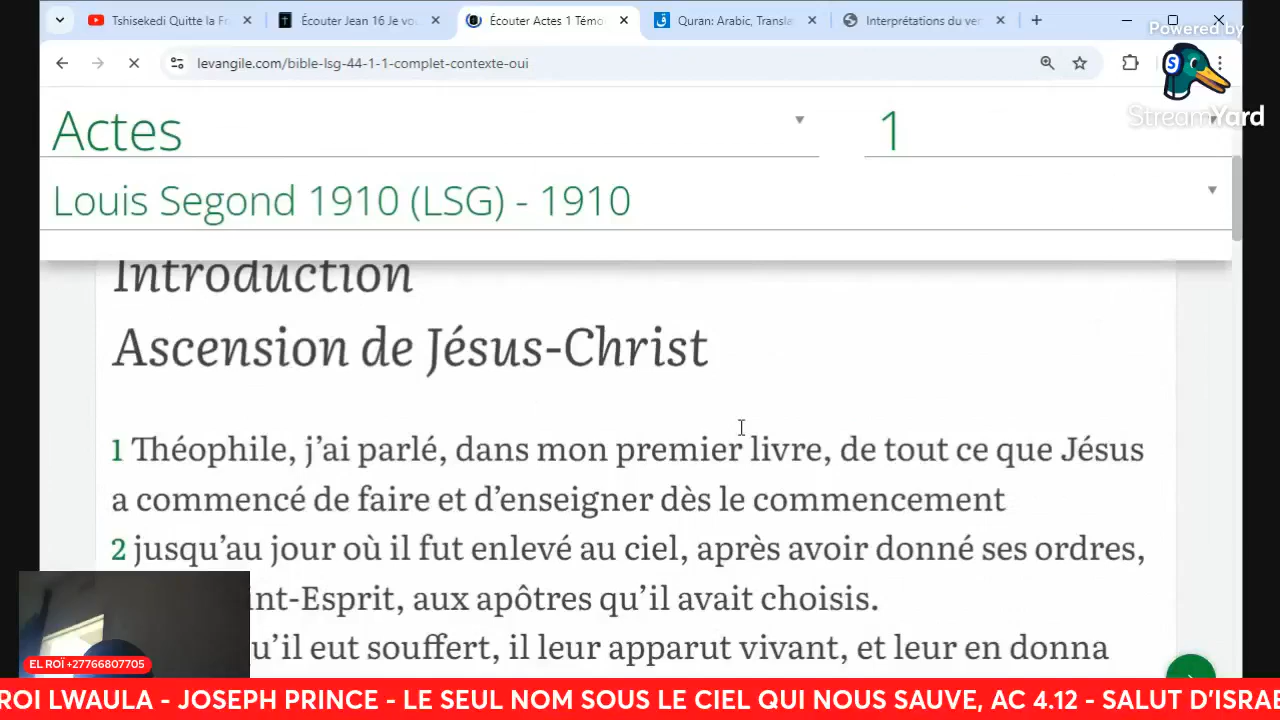 Tshisekedi Quitte la Fr
Écouter Jean 16 Je vou
Écouter Actes 1 Témo
Quran: Arabic, Transla
Interprétations du ver
Powered by
levangile.com/bible-lsg-44-1-1-complet-contexte-oui
StreamYard
Actes
1
Louis Segond 1910 (LSG) - 1910
Introduction
Ascension de Jésus-Christ
1 Théophile, j’ai parlé, dans mon premier livre, de tout ce que Jésus
a commencé de faire et d’enseigner dès le commencement
2 jusqu’au jour où il fut enlevé au ciel, après avoir donné ses ordres,
int-Esprit, aux apôtres qu’il avait choisis.
u’il eut souffert, il leur apparut vivant, et leur en donna
EL ROÏ +27766807705
ROI LWAULA - JOSEPH PRINCE - LE SEUL NOM SOUS LE CIEL QUI NOUS SAUVE, AC 4.12 - SALUT D'ISRAE